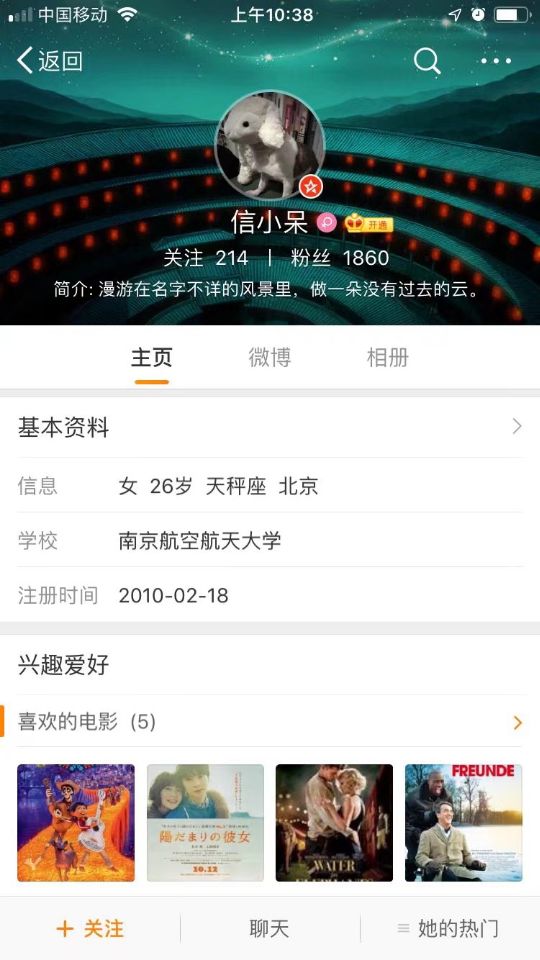 中国移动 上午10:38
返回
信小呆 开通
关注 214 | 粉丝 1860
简介: 漫游在名字不详的风景里，做一朵没有过去的云。
主页 微博 相册
基本资料
信息 女 26岁 天秤座 北京
学校 南京航空航天大学
注册时间 2010-02-18
兴趣爱好
喜欢的电影 (5)
FREUNDE
陽だまりの彼女
10.12
WATER
+ 关注 聊天 她的热门